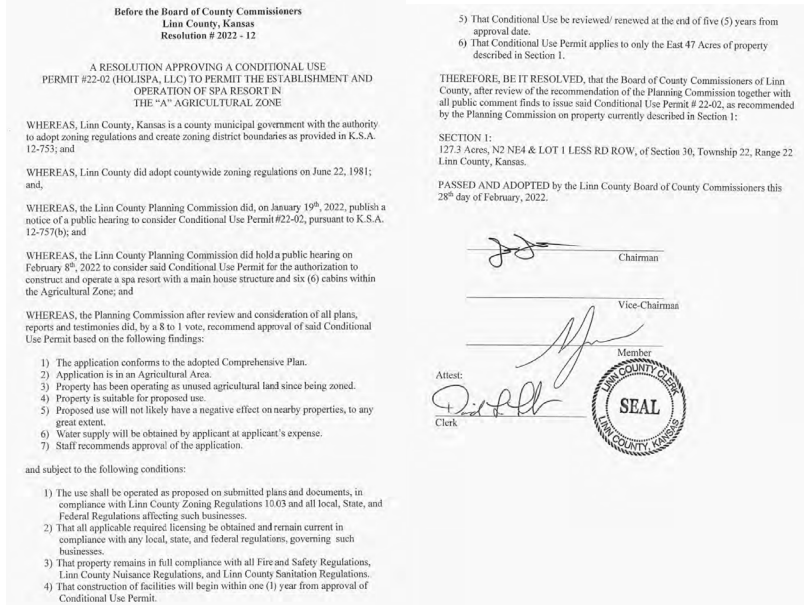 Before the Board of County Commissioners
Linn County, Kansas
Resolution # 2022 - 12
A RESOLUTION APPROVING A CONDITIONAL USE
PERMIT #22-02 (HOLISPA, LLC) TO PERMIT THE ESTABLISHMENT AND
OPERATION OF SPA RESORT IN
THE "A" AGRICULTURAL ZONE
WHEREAS, Linn County, Kansas is a county municipal government with the authority
to adopt zoning regulations and create zoning district boundaries as provided in K.S.A.
12-753; and
WHEREAS, Linn County did adopt countywide zoning regulations on June 22, 1981;
and,
WHEREAS, the Linn County Planning Commission did, on January 19th, 2022, publish a
notice of a public hearing to consider Conditional Use Permit #22-02, pursuant to K.S.A.
12-757(b); and
WHEREAS, the Linn County Planning Commission did hold a public hearing on
February 8th, 2022 to consider said Conditional Use Permit for the authorization to
construct and operate a spa resort with a main house structure and six (6) cabins within
the Agricultural Zone; and
WHEREAS, the Planning Commission after review and consideration of all plans,
reports and testimonies did, by a 8 to 1 vote, recommend approval of said Conditional
Use Permit based on the following findings:
1) The application conforms to the adopted Comprehensive Plan.
2) Application is in an Agricultural Area.
3) Property has been operating as unused agricultural land since being zoned.
4) Property is suitable for proposed use.
5) Proposed use will not likely have a negative effect on nearby properties, to any
great extent.
6) Water supply will be obtained by applicant at applicant's expense.
7) Staff recommends approval of the application.
and subject to the following conditions:
1) The use shall be operated as proposed on submitted plans and documents, in
compliance with Linn County Zoning Regulations 10.03 and all local, State, and
Federal Regulations affecting such businesses.
2) That all applicable required licensing be obtained and remain current in
compliance with any local, state, and federal regulations, governing such
businesses.
3) That property remains in full compliance with all Fire and Safety Regulations,
Linn County Nuisance Regulations, and Linn County Sanitation Regulations.
4) That construction of facilities will begin within one (1) year from approval of
Conditional Use Permit.
5) That Conditional Use be reviewed/ renewed at the end of five (5) years from
approval date.
6) That Conditional Use Permit applies to only the East 47 Acres of property
described in Section 1.
THEREFORE, BE IT RESOLVED, that the Board of County Commissioners of Linn
County, after review of the recommendation of the Planning Commission together with
all public comment finds to issue said Conditional Use Permit # 22-02, as recommended
by the Planning Commission on property currently described in Section 1:
SECTION 1:
127.3 Acres, N2 NE4 & LOT 1 LESS RD ROW, of Section 30, Township 22, Range 22
Linn County, Kansas.
PASSED AND ADOPTED by the Linn County Board of County Commissioners this
28th day of February, 2022.
Chairman
Vice-Chairman
Member
Attest:
Clerk
LINN COUNTY CLERK
SEAL
LINN COUNTY, KANSAS